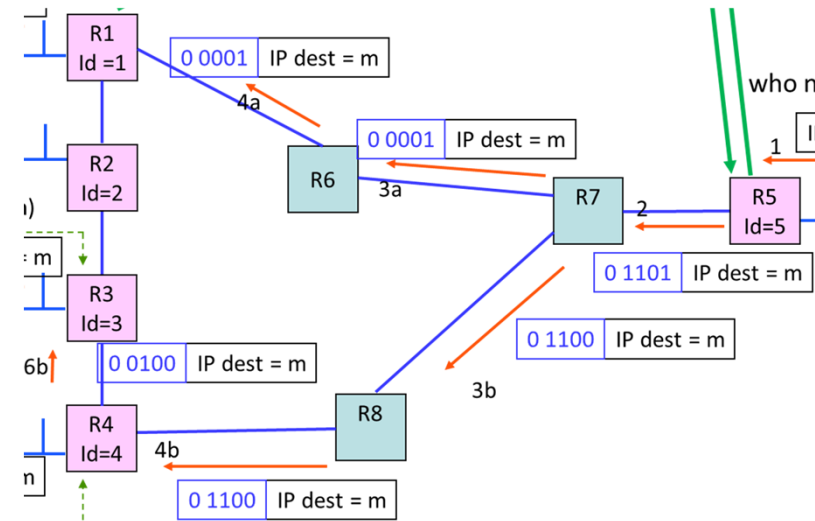 R1
Id =1
0 0001 IP dest = m
4a
0 0001 IP dest = m
who n
1
R2
Id=2
R6
3a
R7
2
R5
Id=5
)
= m
0 1101 IP dest = m
R3
Id=3
0 1100 IP dest = m
6b
0 0100 IP dest = m
3b
R8
R4
Id=4
4b
m
0 1100 IP dest = m